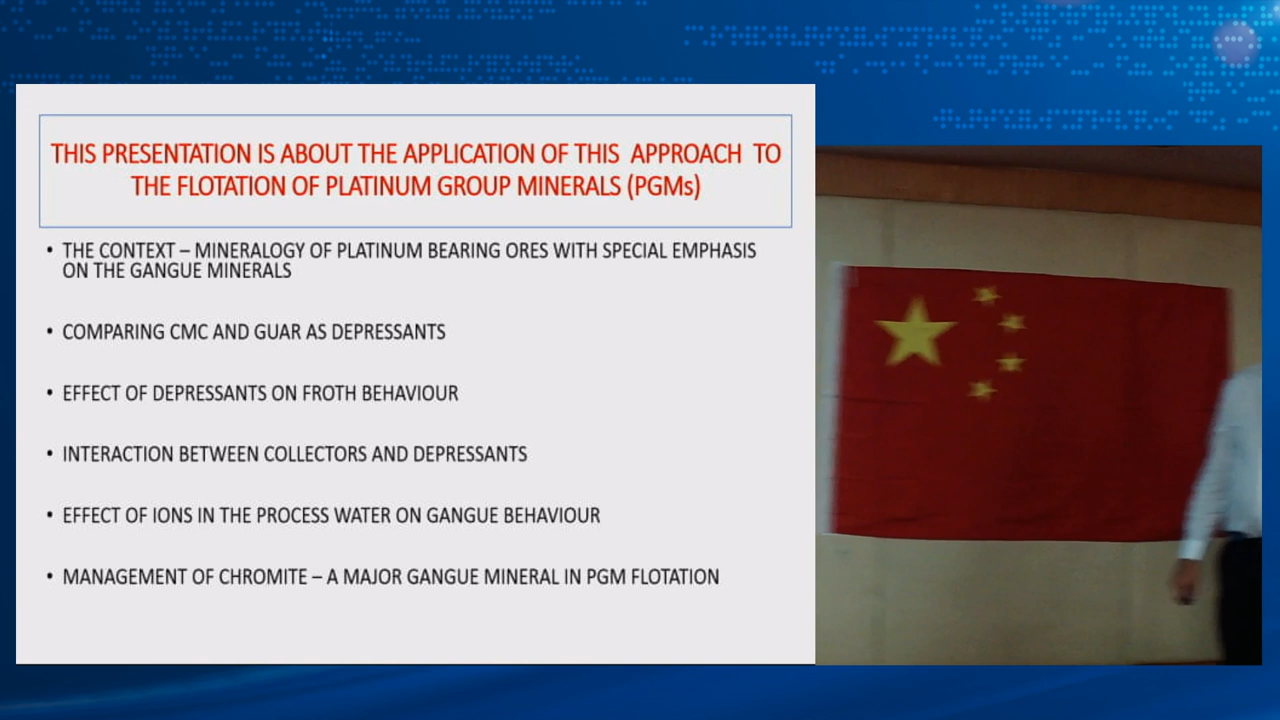 THIS PRESENTATION IS ABOUT THE APPLICATION OF THIS APPROACH TO
THE FLOTATION OF PLATINUM GROUP MINERALS (PGMs)
• THE CONTEXT – MINERALOGY OF PLATINUM BEARING ORES WITH SPECIAL EMPHASIS
ON THE GANGUE MINERALS
• COMPARING CMC AND GUAR AS DEPRESSANTS
• EFFECT OF DEPRESSANTS ON FROTH BEHAVIOUR
• INTERACTION BETWEEN COLLECTORS AND DEPRESSANTS
• EFFECT OF IONS IN THE PROCESS WATER ON GANGUE BEHAVIOUR
• MANAGEMENT OF CHROMITE – A MAJOR GANGUE MINERAL IN PGM FLOTATION